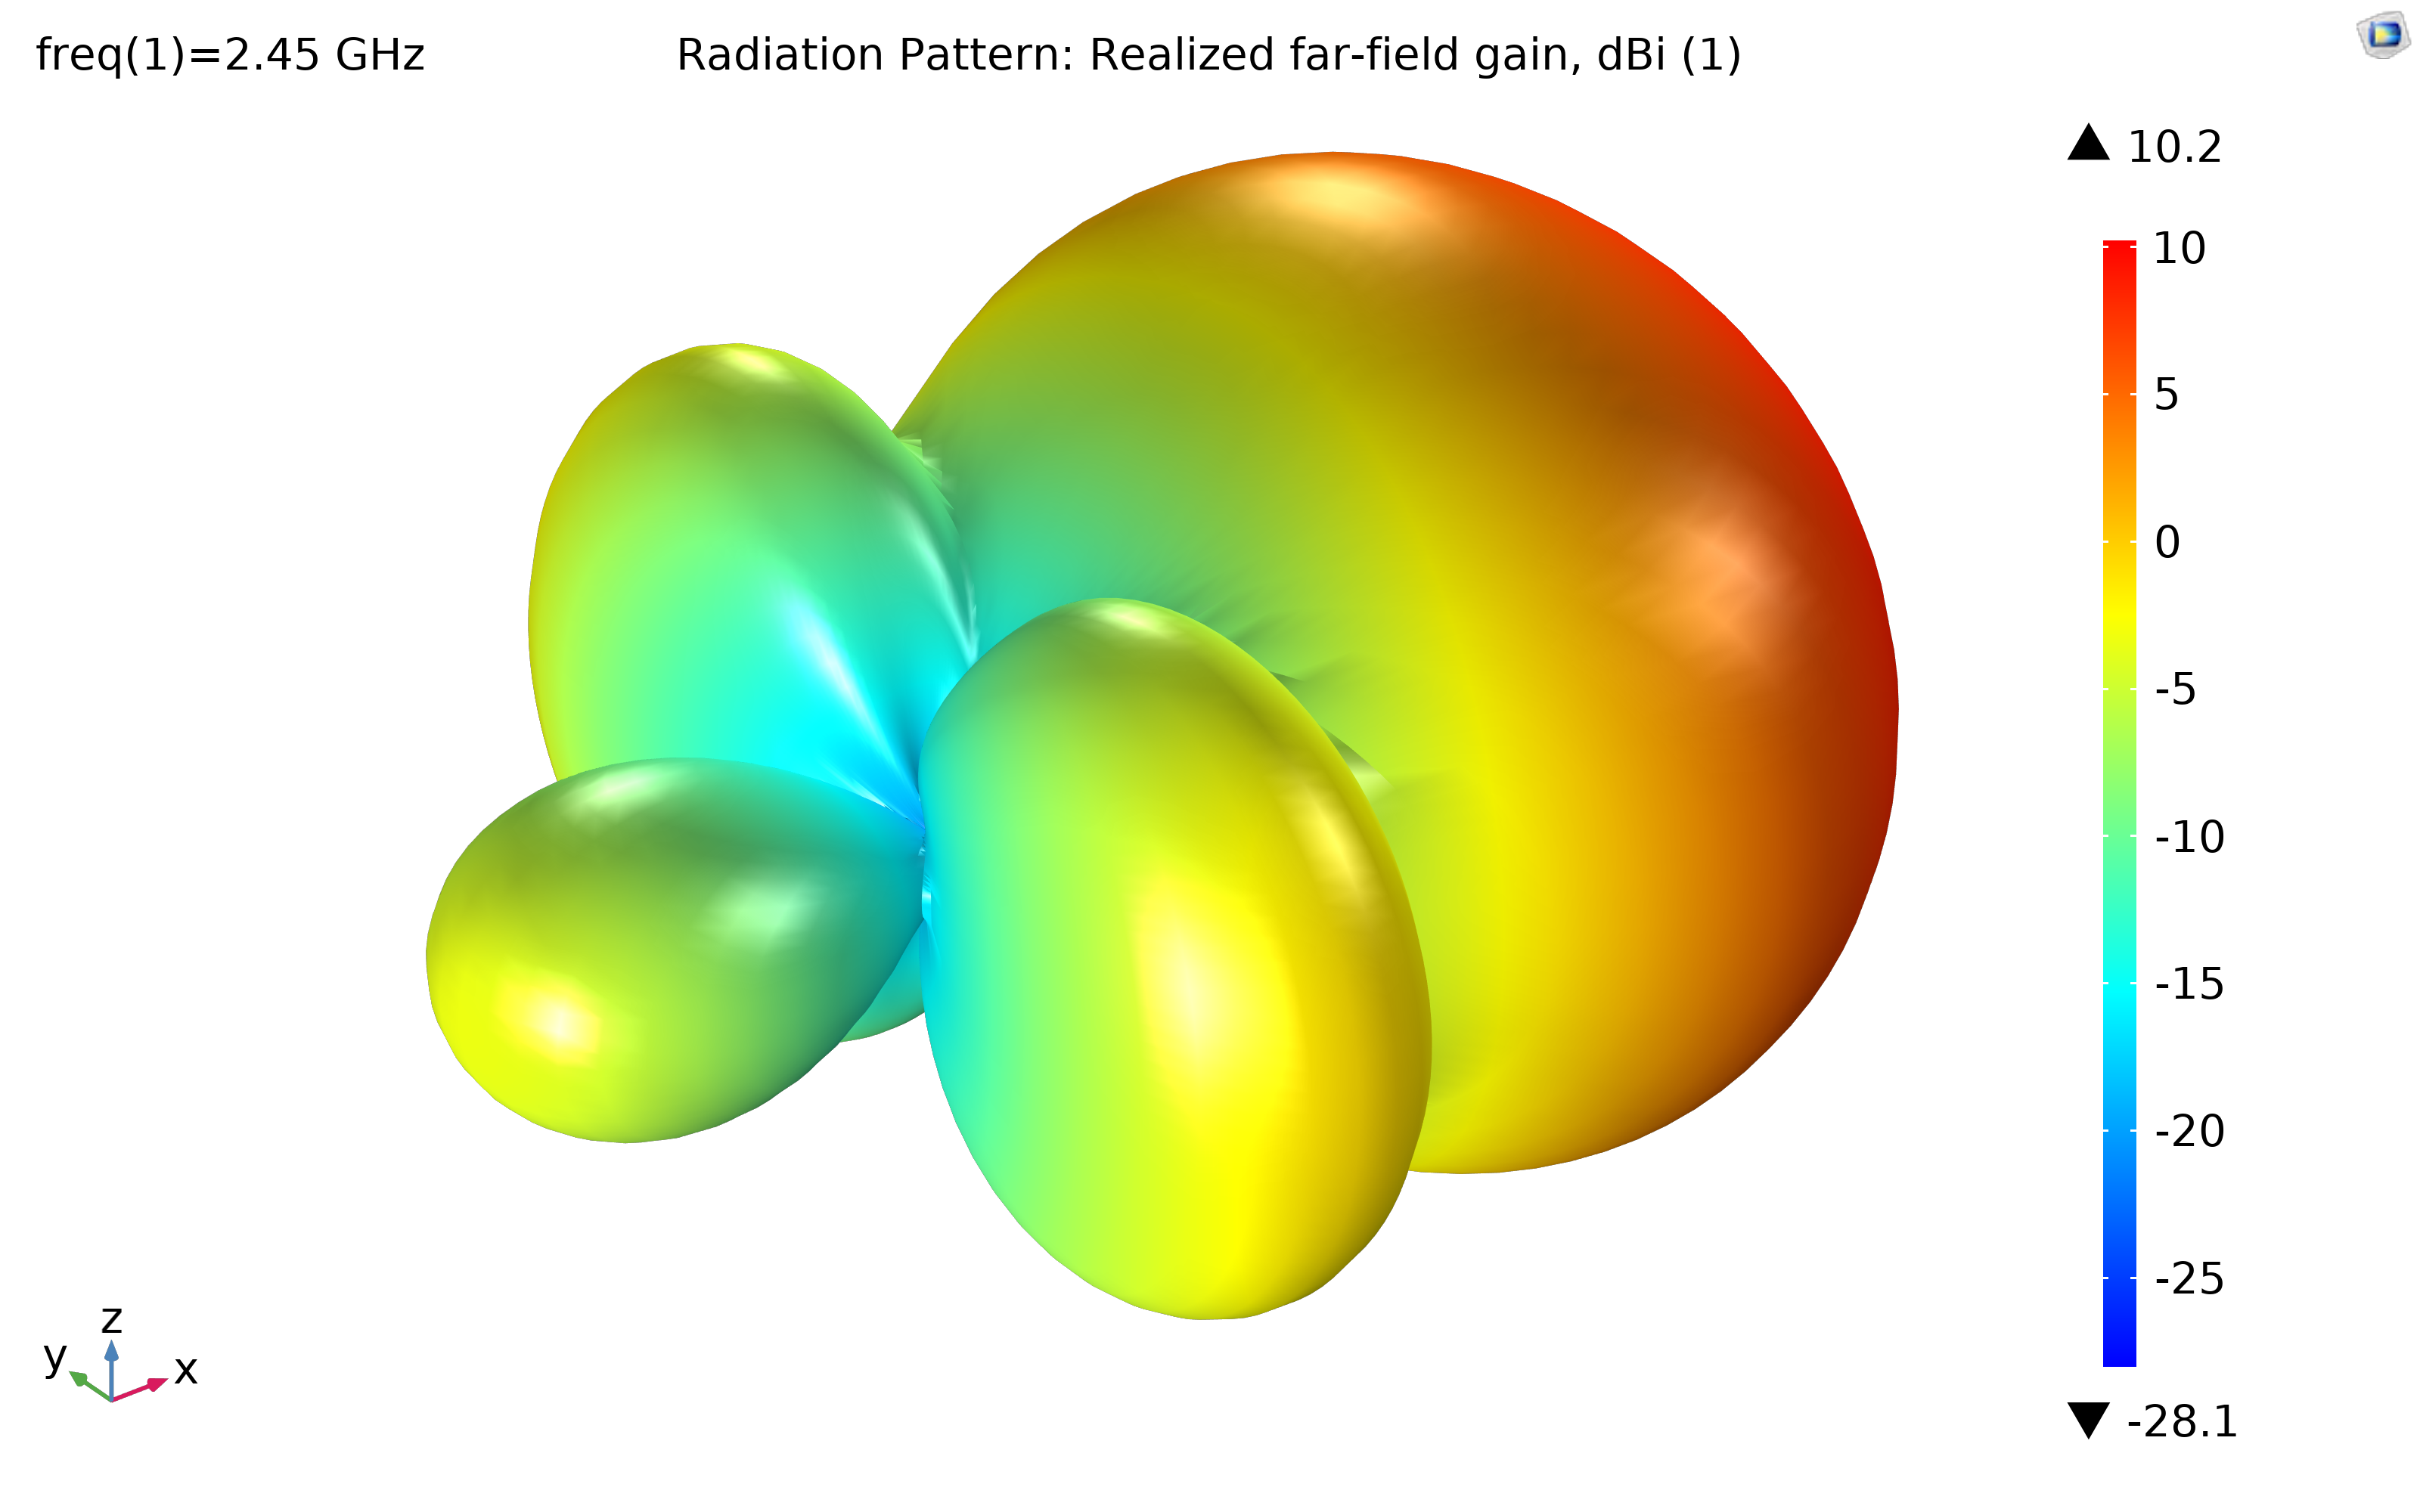 freq(1)=2.45 GHz
Radiation Pattern: Realized far-field gain, dBi (1)
10.2
10
5
0
-5
-10
-15
-20
-25
-28.1
z
y
x